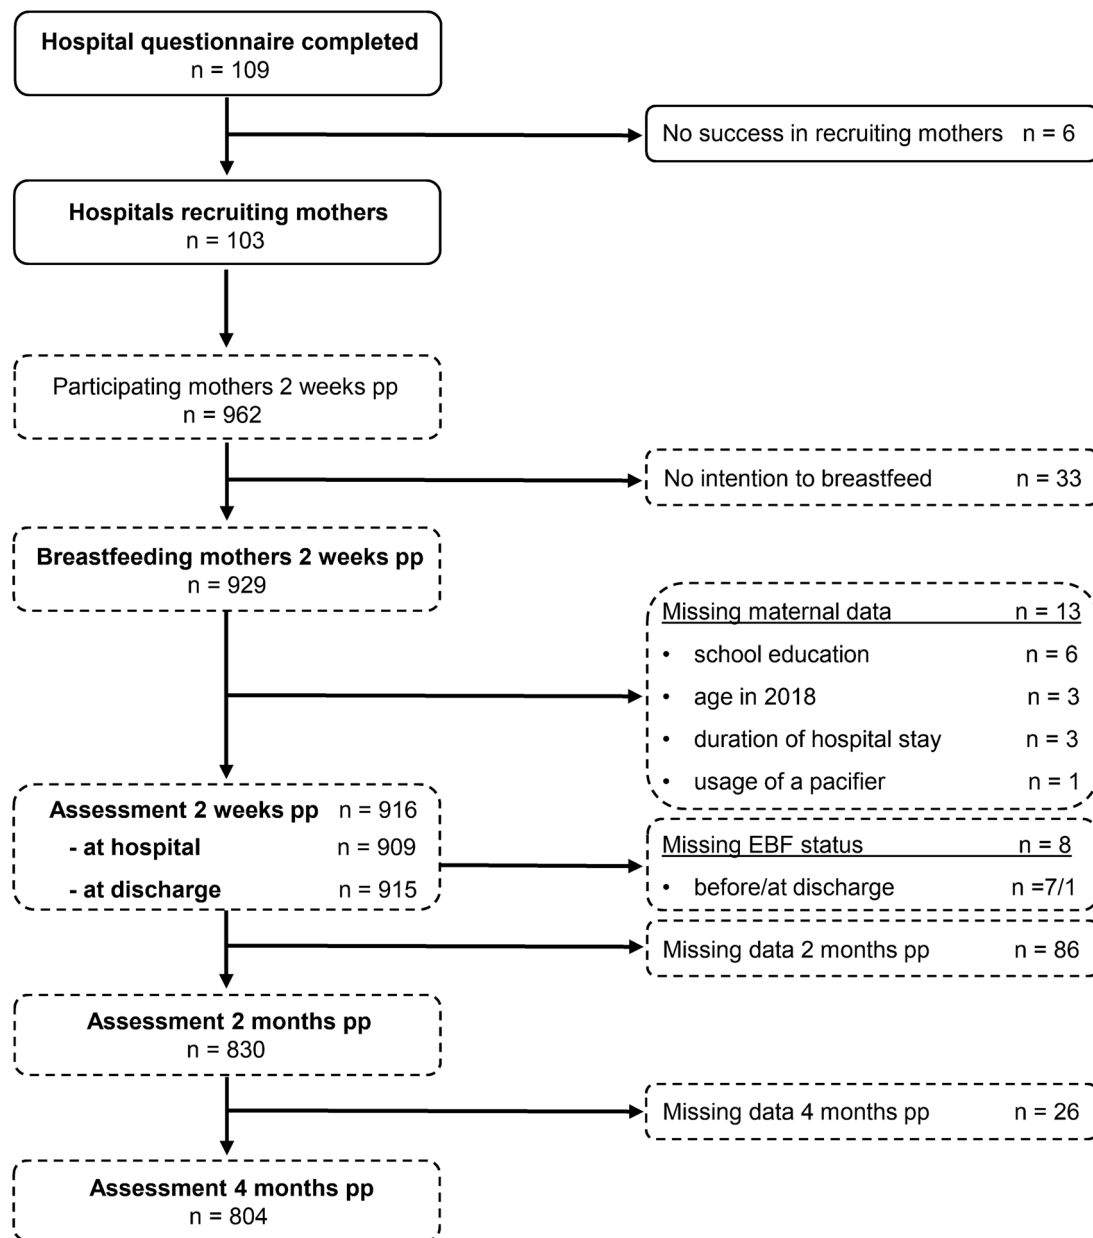 Hospital questionnaire completed
n = 109
No success in recruiting mothers n = 6
Hospitals recruiting mothers
n = 103
Participating mothers 2 weeks pp
n = 962
No intention to breastfeed n = 33
Breastfeeding mothers 2 weeks pp
n = 929
Missing maternal data n = 13
• school education n = 6
• age in 2018 n = 3
• duration of hospital stay n = 3
• usage of a pacifier n = 1
Assessment 2 weeks pp n = 916
- at hospital n = 909
- at discharge n = 915
Missing EBF status n = 8
• before/at discharge n =7/1
Missing data 2 months pp n = 86
Assessment 2 months pp
n = 830
Missing data 4 months pp n = 26
Assessment 4 months pp
n = 804